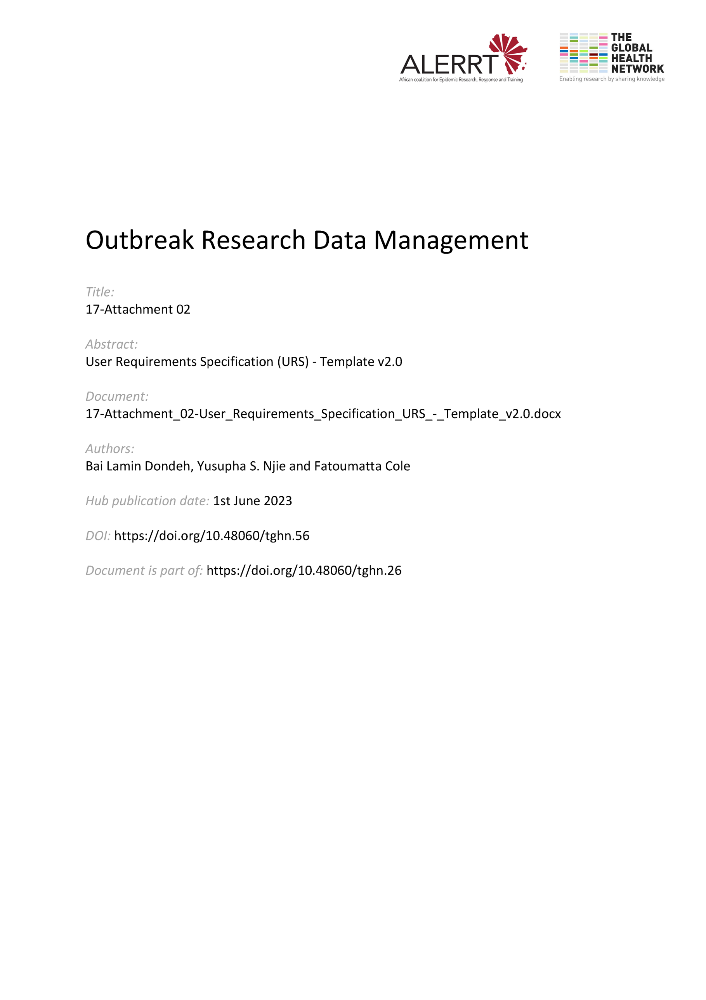 ALERRT
African coaLition for Epidemic Research, Response and Training
THE
GLOBAL
HEALTH
NETWORK
Enabling research by sharing knowledge
Outbreak Research Data Management
Title:
17-Attachment 02
Abstract:
User Requirements Specification (URS) - Template v2.0
Document:
17-Attachment_02-User_Requirements_Specification_URS_-_Template_v2.0.docx
Authors:
Bai Lamin Dondeh, Yusupha S. Njie and Fatoumatta Cole
Hub publication date: 1st June 2023
DOI: https://doi.org/10.48060/tghn.56
Document is part of: https://doi.org/10.48060/tghn.26